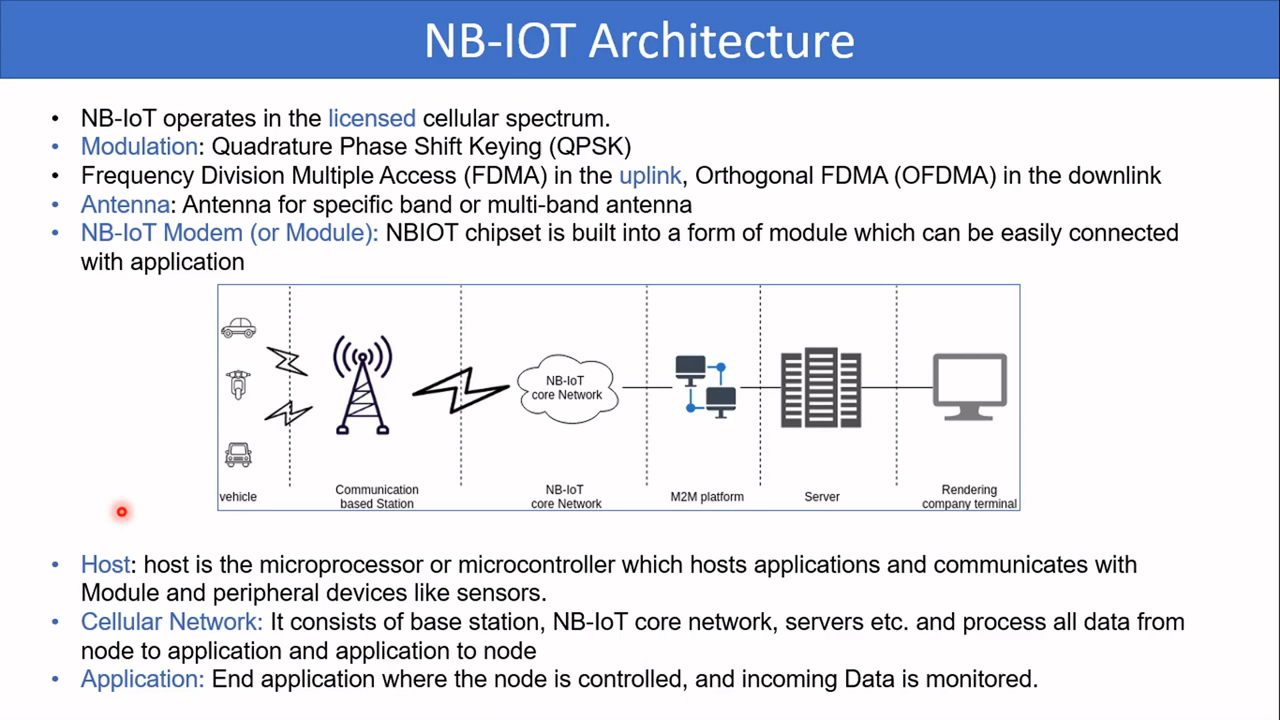 NB-IOT Architecture
• NB-IoT operates in the licensed cellular spectrum.
• Modulation: Quadrature Phase Shift Keying (QPSK)
• Frequency Division Multiple Access (FDMA) in the uplink, Orthogonal FDMA (OFDMA) in the downlink
• Antenna: Antenna for specific band or multi-band antenna
• NB-IoT Modem (or Module): NBIOT chipset is built into a form of module which can be easily connected
with application
NB-IoT
core Network
vehicle
Communication
based Station
NB-IoT
core Network
M2M platform
Server
Rendering
company terminal
• Host: host is the microprocessor or microcontroller which hosts applications and communicates with
Module and peripheral devices like sensors.
• Cellular Network: It consists of base station, NB-IoT core network, servers etc. and process all data from
node to application and application to node
• Application: End application where the node is controlled, and incoming Data is monitored.